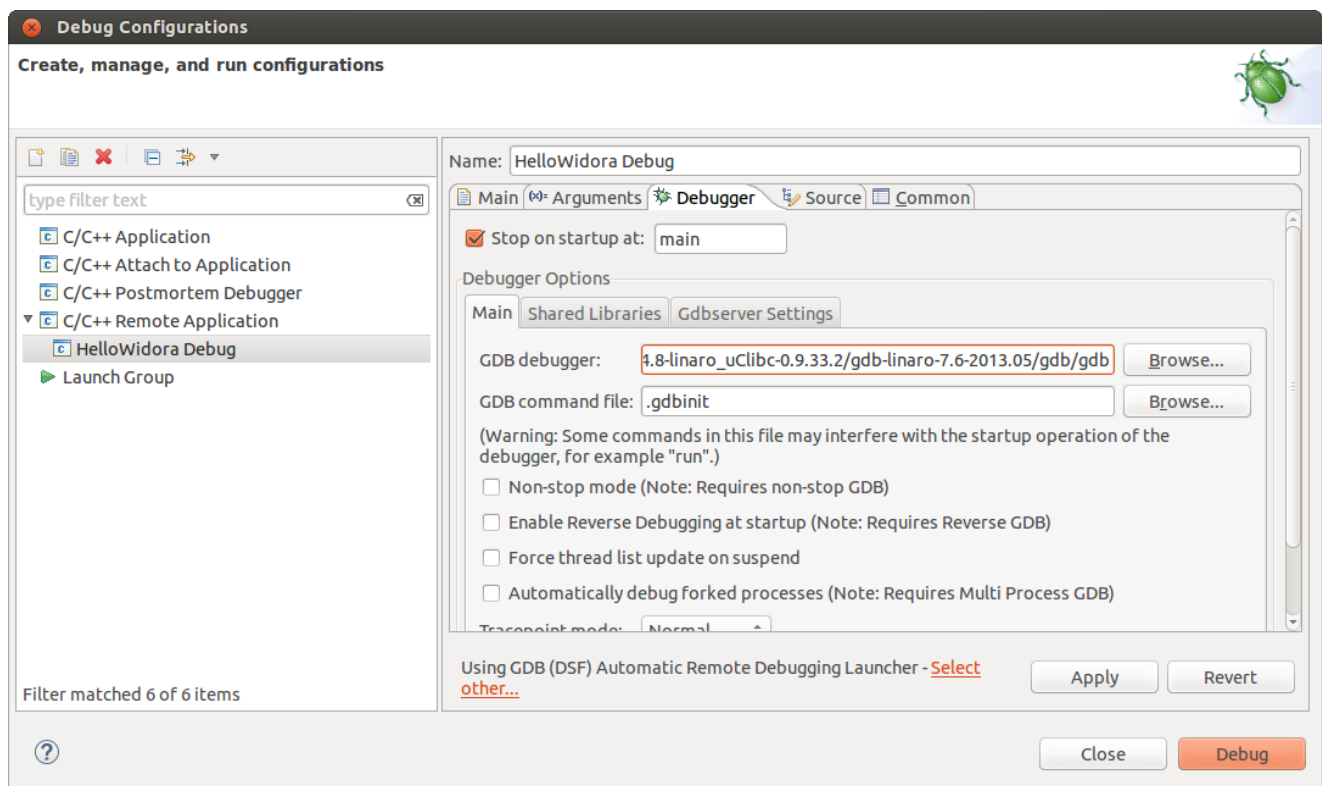 Debug Configurations
Create, manage, and run configurations
type filter text
C/C++ Application
C/C++ Attach to Application
C/C++ Postmortem Debugger
C/C++ Remote Application
HelloWidora Debug
Launch Group
Filter matched 6 of 6 items
Name: HelloWidora Debug
Main (x)= Arguments Debugger Source Common
Stop on startup at: main
Debugger Options
Main Shared Libraries Gdbserver Settings
GDB debugger: 4.8-linaro_uClibc-0.9.33.2/gdb-linaro-7.6-2013.05/gdb/gdb Browse...
GDB command file: .gdbinit Browse...
(Warning: Some commands in this file may interfere with the startup operation of the
debugger, for example "run".)
Non-stop mode (Note: Requires non-stop GDB)
Enable Reverse Debugging at startup (Note: Requires Reverse GDB)
Force thread list update on suspend
Automatically debug forked processes (Note: Requires Multi Process GDB)
Tracepoint mode: Normal
Using GDB (DSF) Automatic Remote Debugging Launcher - Select
other...
Apply Revert
Close Debug